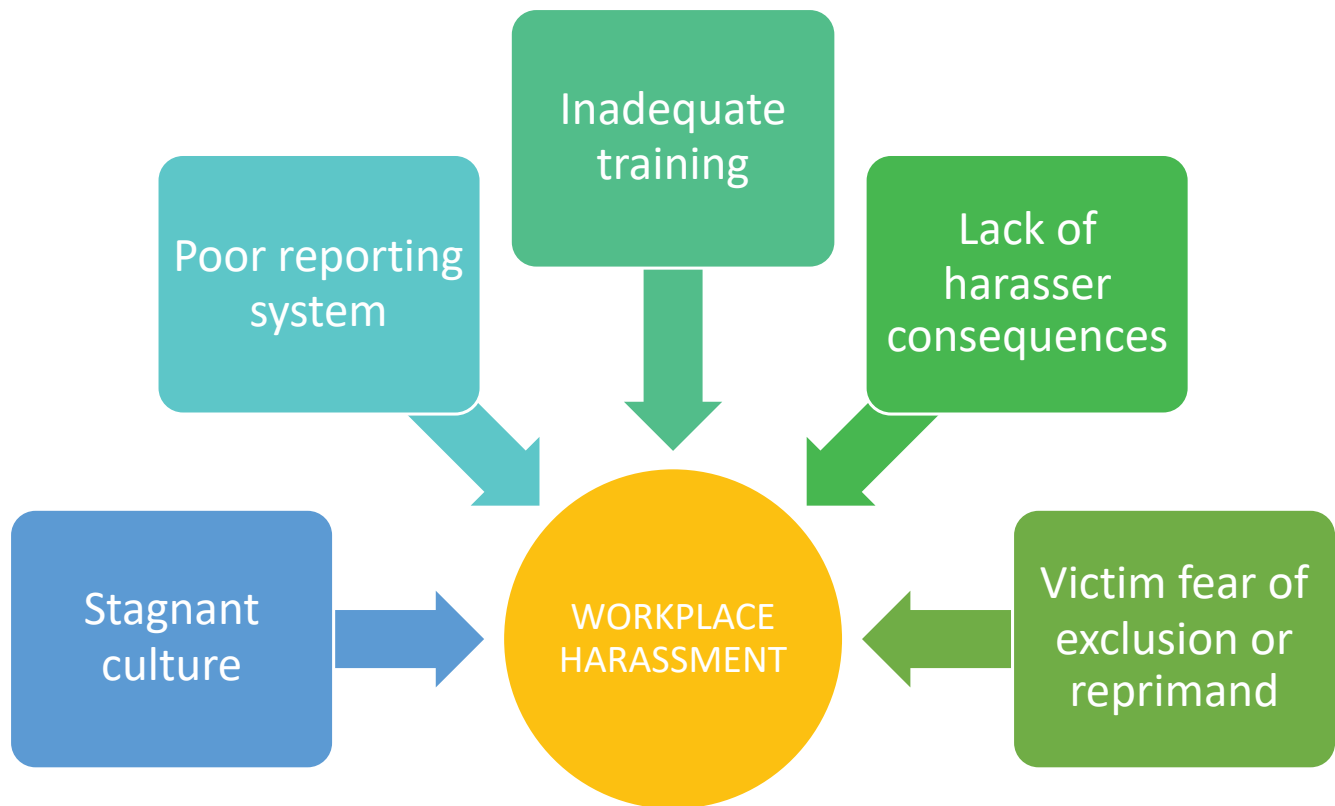 Inadequate
training
Poor reporting
system
Lack of
harasser
consequences
Stagnant
culture
WORKPLACE
HARASSMENT
Victim fear of
exclusion or
reprimand